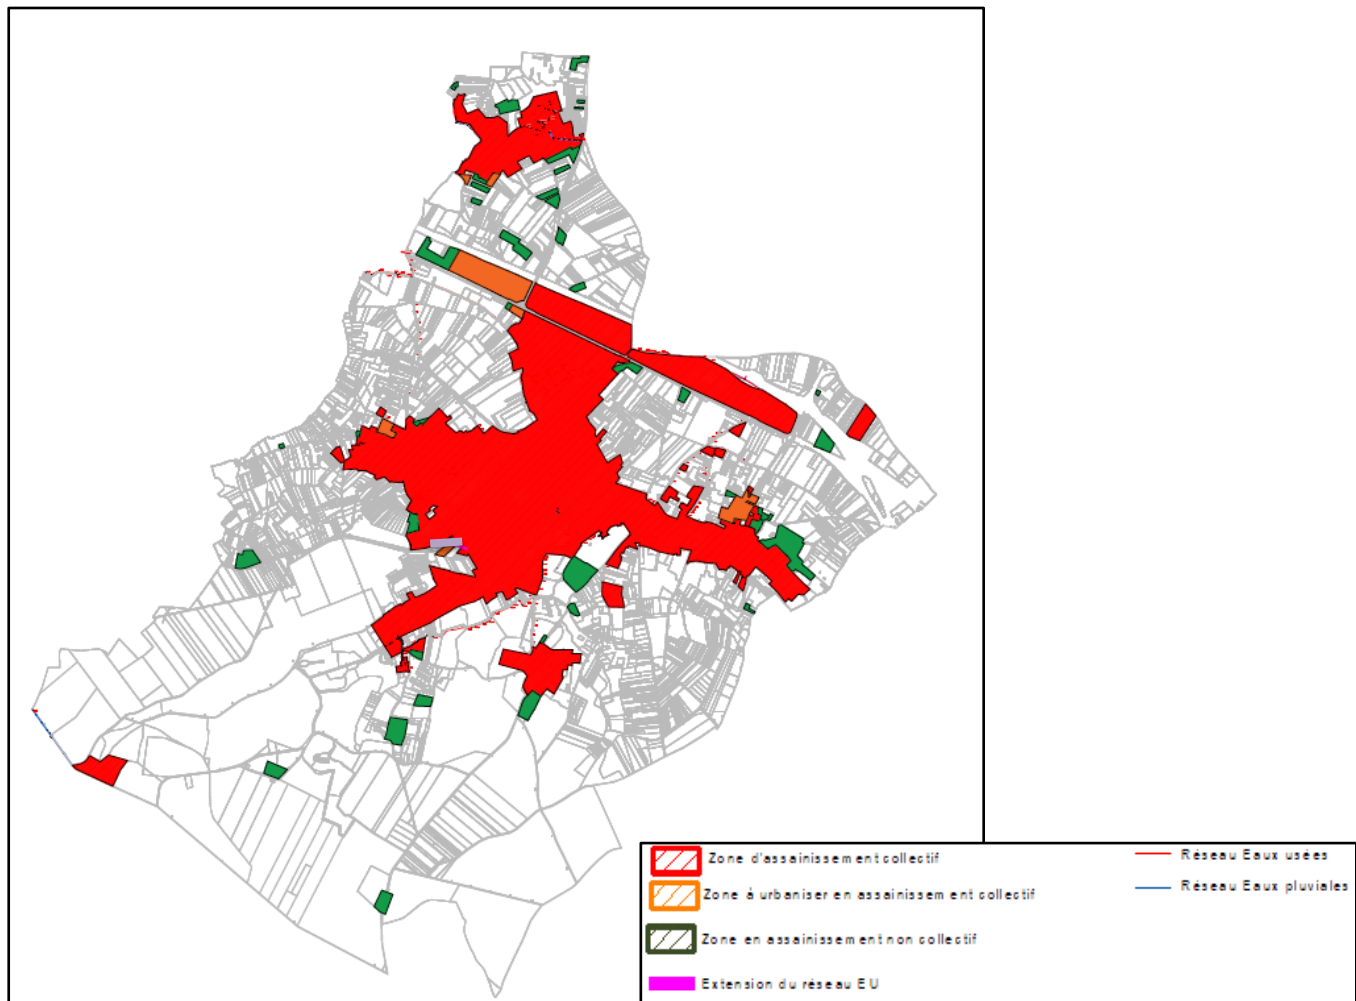 Zone d'assainissement collectif
Zone à urbaniser en assainissement collectif
Zone en assainissement non collectif
Extension du réseau EU
Réseau Eaux usées
Réseau Eaux pluviales